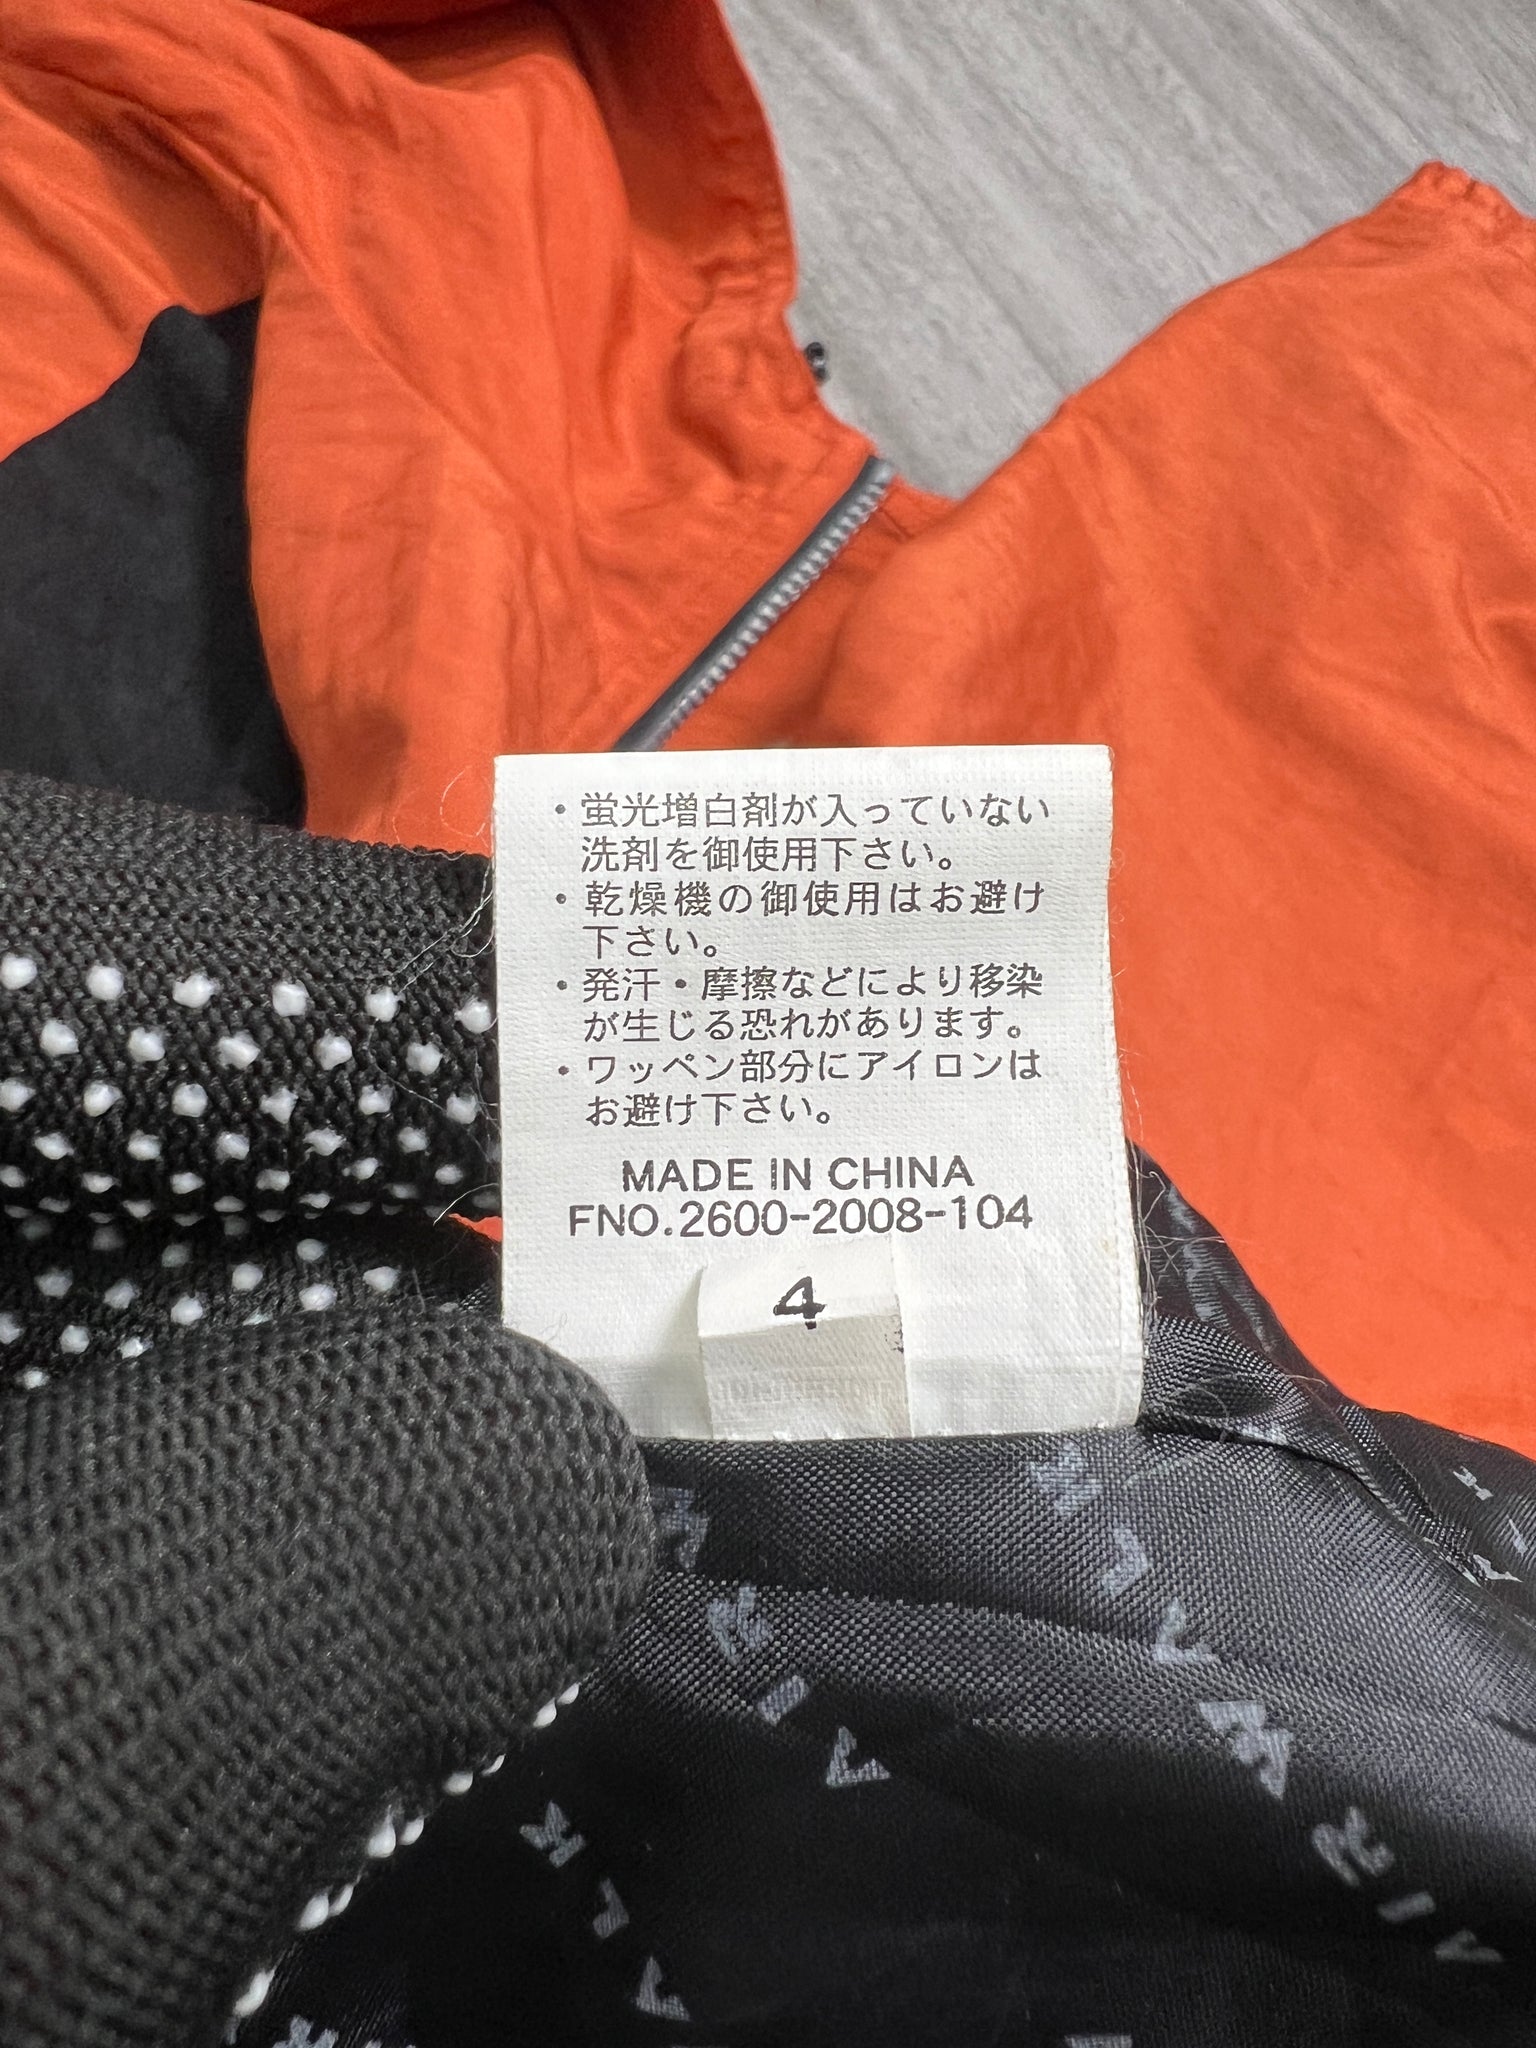 ・蛍光増白剤が入っていない
洗剤を御使用下さい。
・乾燥機の御使用はお避け
下さい。
・発汗・摩擦などにより移染
が生じる恐れがあります。
・ワッペン部分にアイロンは
お避け下さい。
MADE IN CHINA
FNO.2600-2008-104
4